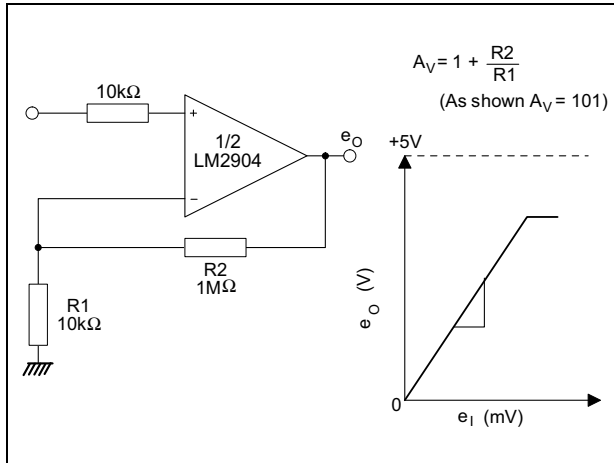 10kΩ
+
1/2
LM2904
−
e_O
R2
1MΩ
R1
10kΩ
A_V = 1 + R2/R1
(As shown A_V = 101)
+5V
e_O (V)
0
e_I (mV)